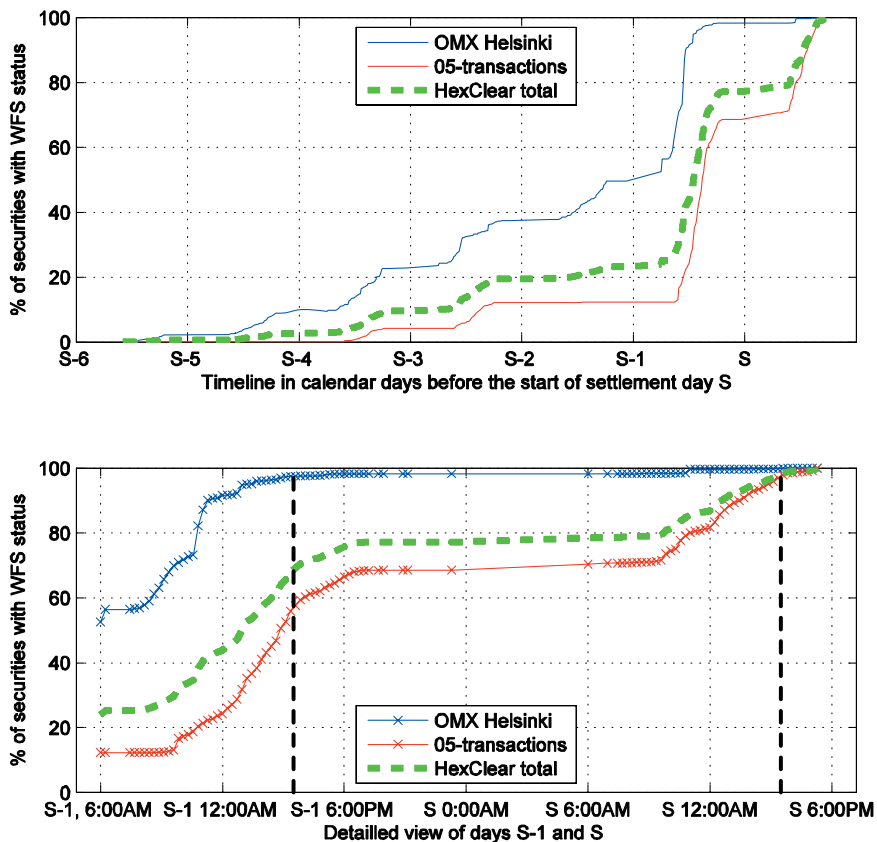 % of securities with WFS status
100
80
60
40
20
0
OMX Helsinki
05-transactions
HexClear total
S-6 S-5 S-4 S-3 S-2 S-1 S
Timeline in calendar days before the start of settlement day S
% of securities with WFS status
100
80
60
40
20
0
OMX Helsinki
05-transactions
HexClear total
S-1, 6:00AM S-1 12:00AM S-1 6:00PM S 0:00AM S 6:00AM S 12:00AM S 6:00PM
Detailled view of days S-1 and S